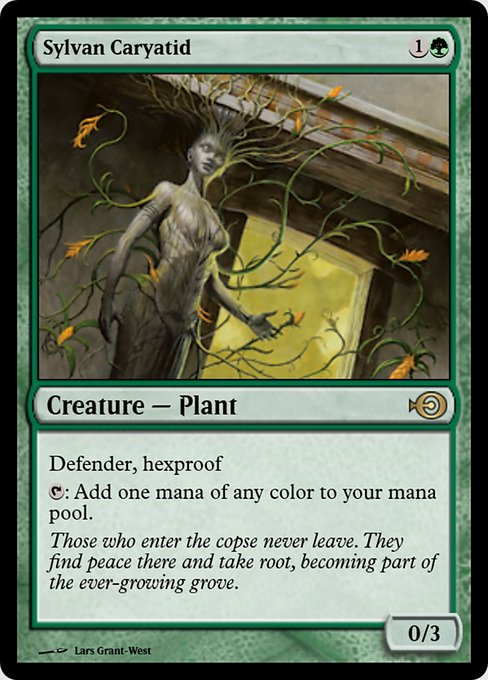 Sylvan Caryatid 1
Creature — Plant
Defender, hexproof
: Add one mana of any color to your mana
pool.
Those who enter the copse never leave. They
find peace there and take root, becoming part of
the ever-growing grove.
0/3
Lars Grant-West